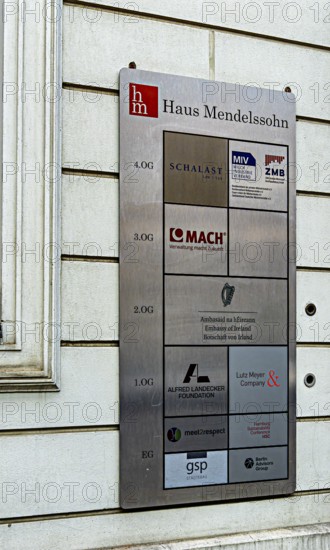 hm Haus Mendelssohn
4.OG
SCHALAST
MIV
ZMB
3.OG
MACH
Verwaltung macht Zukunft
2.OG
Ambasáid na hÉireann
Embassy of Ireland
Botschaft von Irland
1.OG
ALFRED LANDECKER
FOUNDATION
Lutz Meyer
& Company
meet2respect
EG
gsp
Berlin
Advisors
Group